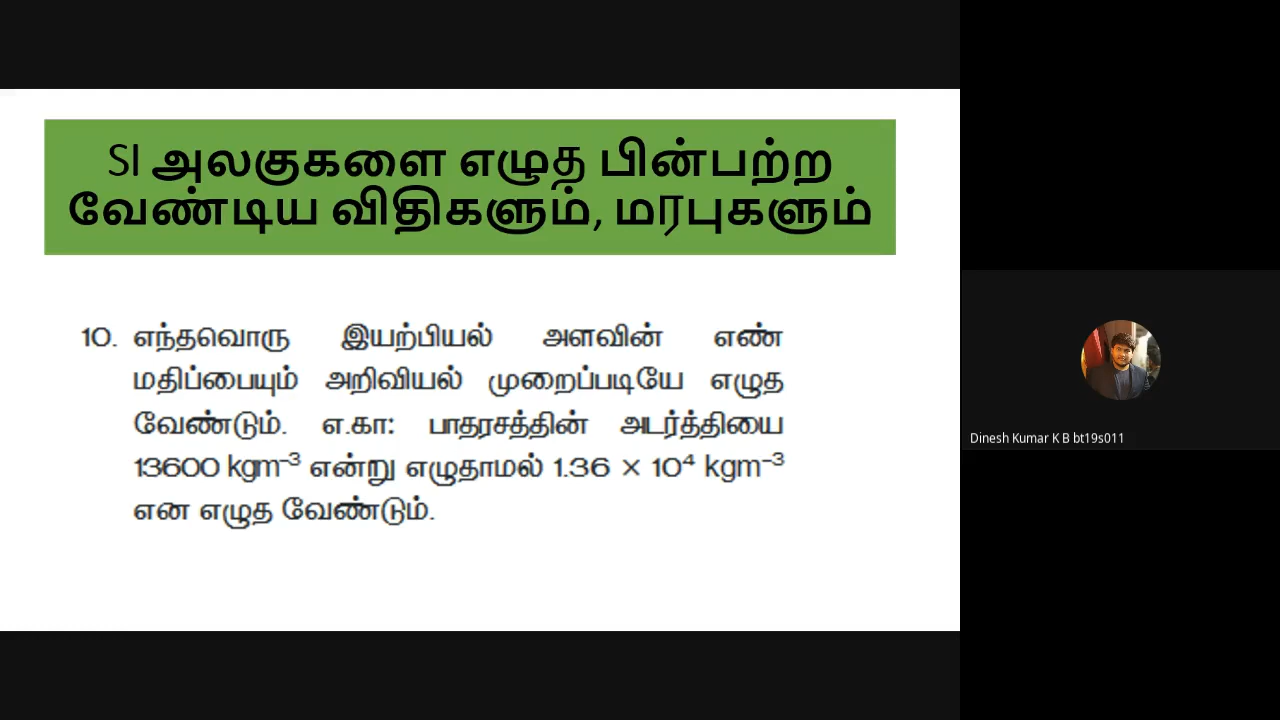 SI அலகுகளை எழுத பின்பற்ற
வேண்டிய விதிகளும், மரபுகளும்
10. எந்தவொரு இயற்பியல் அளவின் எண்
மதிப்பையும் அறிவியல் முறைப்படியே எழுத
வேண்டும். எ.கா: பாதரசத்தின் அடர்த்தியை
13600 kgm⁻³ என்று எழுதாமல் 1.36 × 10⁴ kgm⁻³
என எழுத வேண்டும்.
Dinesh Kumar K B bt19s011